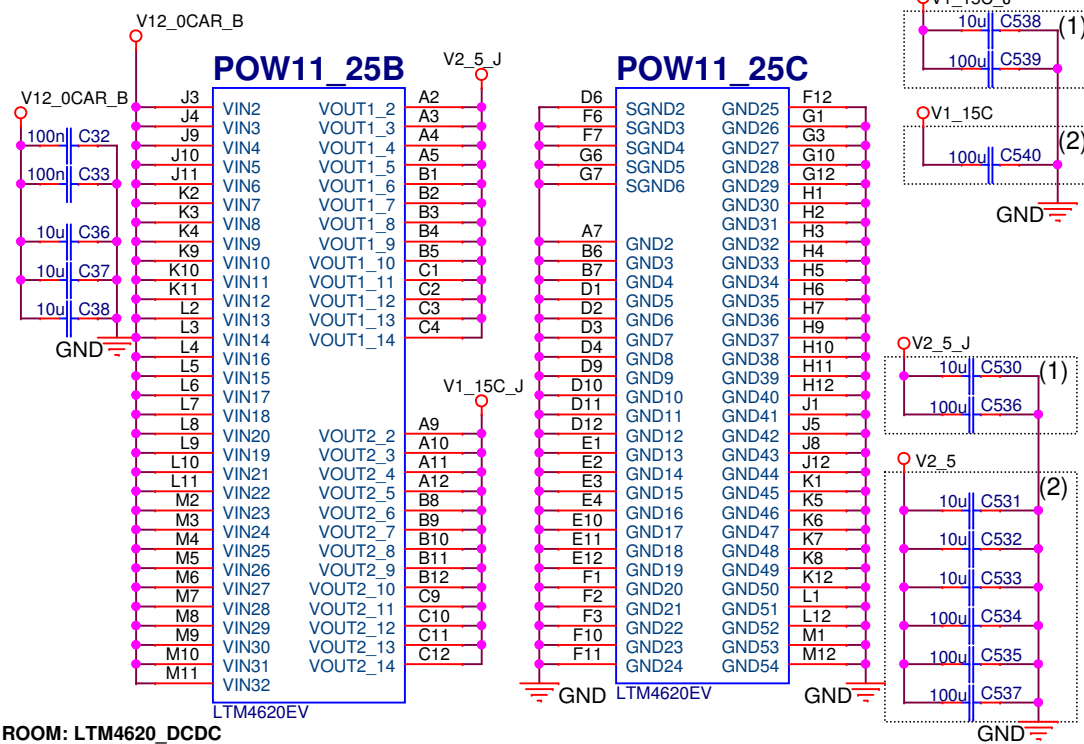 V12_0CAR_B
V12_0CAR_B
100n C32
100n C33
10u C36
10u C37
10u C38
GND
POW11_25B
V2_5_J
J3 VIN2 VOUT1_2 A2
J4 VIN3 VOUT1_3 A3
J9 VIN4 VOUT1_4 A4
J10 VIN5 VOUT1_5 A5
J11 VIN6 VOUT1_6 B1
K2 VIN7 VOUT1_7 B2
K3 VIN8 VOUT1_8 B3
K4 VIN9 VOUT1_9 B4
K9 VIN10 VOUT1_10 B5
K10 VIN11 VOUT1_11 C1
K11 VIN12 VOUT1_12 C2
L2 VIN13 VOUT1_13 C3
L3 VIN14 VOUT1_14 C4
L4 VIN16
L5 VIN15
L6 VIN17
L7 VIN18
V1_15C_J
L8 VIN20 VOUT2_2 A9
L9 VIN19 VOUT2_3 A10
L10 VIN21 VOUT2_4 A11
L11 VIN22 VOUT2_5 A12
M2 VIN23 VOUT2_6 B8
M3 VIN24 VOUT2_7 B9
M4 VIN25 VOUT2_8 B10
M5 VIN26 VOUT2_9 B11
M6 VIN27 VOUT2_10 B12
M7 VIN28 VOUT2_11 C9
M8 VIN29 VOUT2_12 C10
M9 VIN30 VOUT2_13 C11
M10 VIN31 VOUT2_14 C12
M11 VIN32
LTM4620EV
ROOM: LTM4620_DCDC
POW11_25C
D6 SGND2 GND25 F12
F6 SGND3 GND26 G1
F7 SGND4 GND27 G3
G6 SGND5 GND28 G10
G7 SGND6 GND29 G12
GND30 H1
GND31 H2
A7 GND2 GND32 H3
B6 GND3 GND33 H4
B7 GND4 GND34 H5
D1 GND5 GND35 H6
D2 GND6 GND36 H7
D3 GND7 GND37 H9
D4 GND8 GND38 H10
D9 GND9 GND39 H11
D10 GND10 GND40 H12
D11 GND11 GND41 J1
D12 GND12 GND42 J5
E1 GND13 GND43 J8
E2 GND14 GND44 J12
E3 GND15 GND45 K1
E4 GND16 GND46 K5
E10 GND17 GND47 K6
E11 GND18 GND48 K7
E12 GND19 GND49 K8
F1 GND20 GND50 K12
F2 GND21 GND51 L1
F3 GND22 GND52 L12
F10 GND23 GND53 M1
F11 GND24 GND54 M12
GND
LTM4620EV
GND
V1_15C_J
10u C538 (1)
100u C539
V1_15C
(2)
100u C540
GND
V2_5_J
10u C530 (1)
100u C536
V2_5
(2)
10u C531
10u C532
10u C533
100u C534
100u C535
100u C537
GND